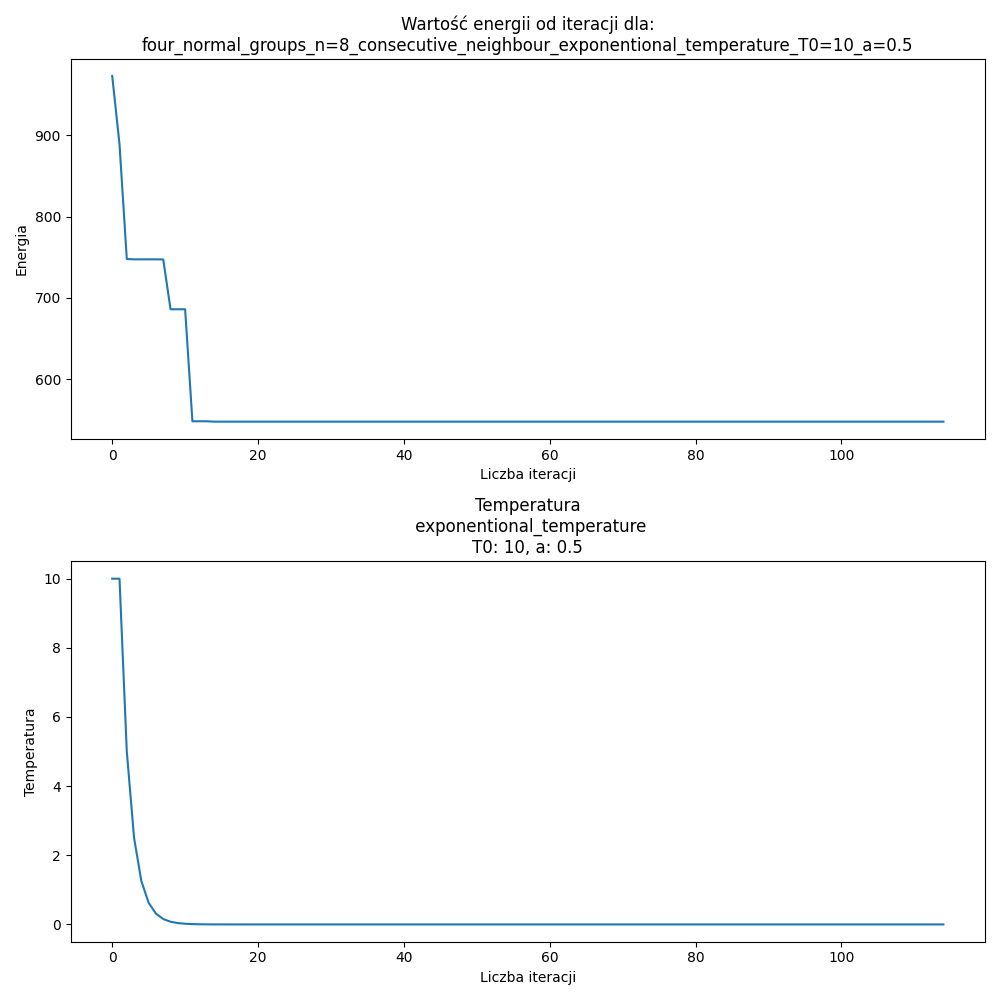 Wartość energii od iteracji dla:
four_normal_groups_n=8_consecutive_neighbour_exponentional_temperature_T0=10_a=0.5
900
800
700
600
Energia
0 20 40 60 80 100
Liczba iteracji
Temperatura
exponentional_temperature
T0: 10, a: 0.5
10
8
6
4
2
0
Temperatura
0 20 40 60 80 100
Liczba iteracji